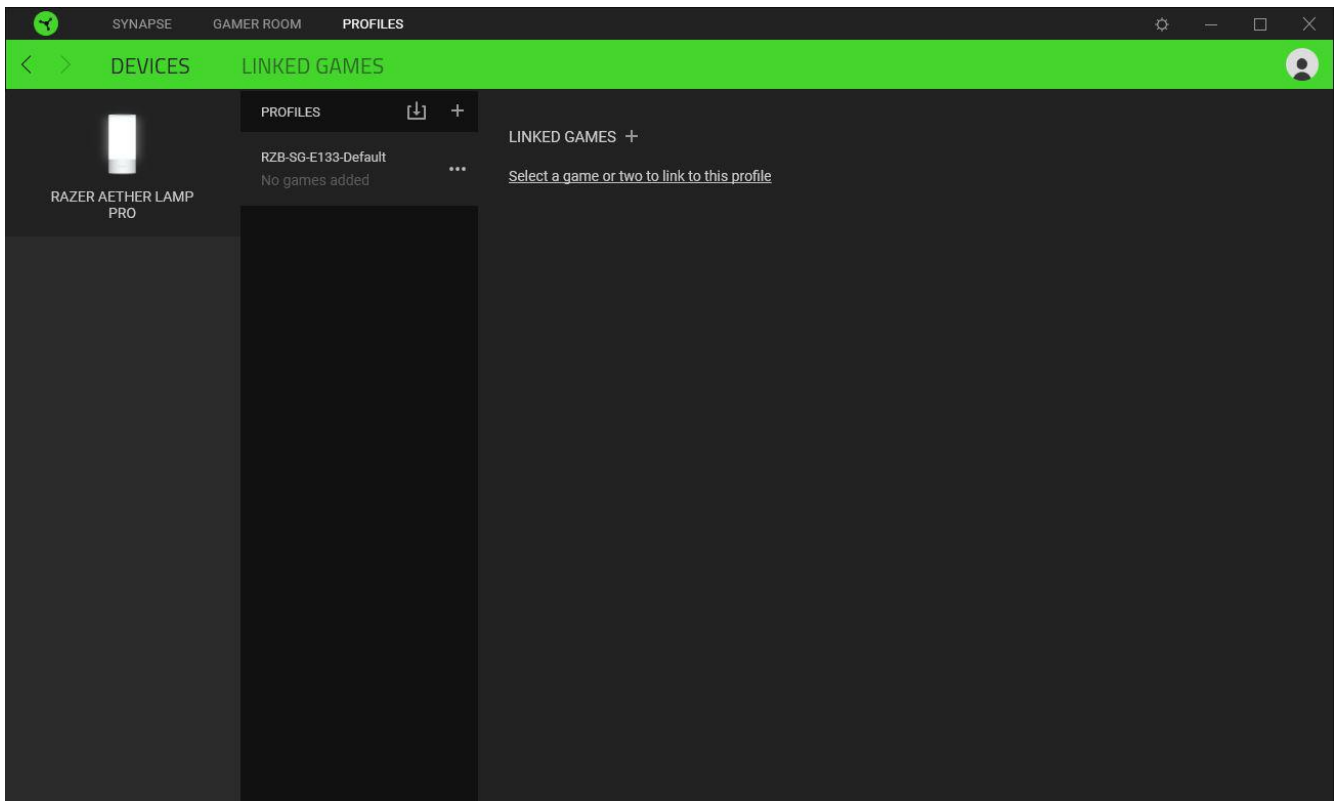 SYNAPSE GAMER ROOM PROFILES
DEVICES LINKED GAMES
RAZER AETHER LAMP
PRO
PROFILES
RZB-SG-E133-Default
No games added
LINKED GAMES
Select a game or two to link to this profile